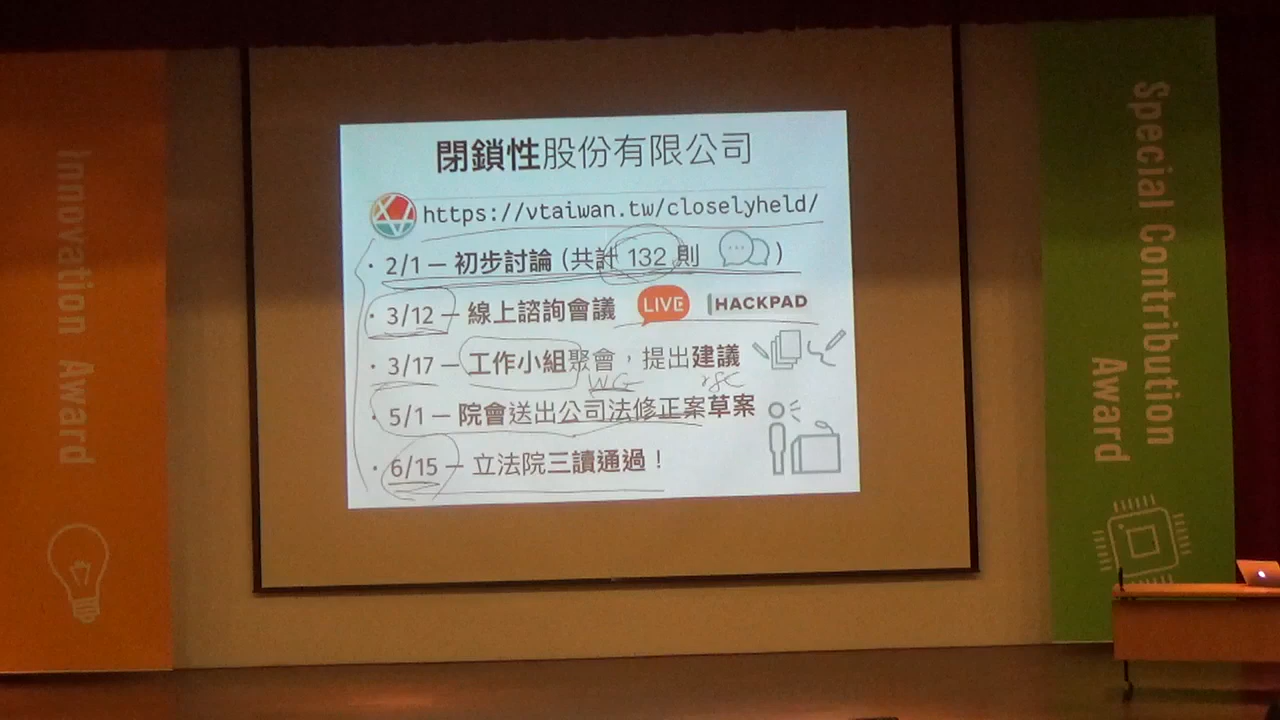 Innovation Award
閉鎖性股份有限公司
https://vtaiwan.tw/closelyheld/
· 2/1 — 初步討論 (共計 132 則 )
· 3/12 — 線上諮詢會議 LIVE HACKPAD
· 3/17 — 工作小組聚會，提出建議
WG
· 5/1 — 院會送出公司法修正案草案
· 6/15 — 立法院三讀通過！
Special Contribution
Award